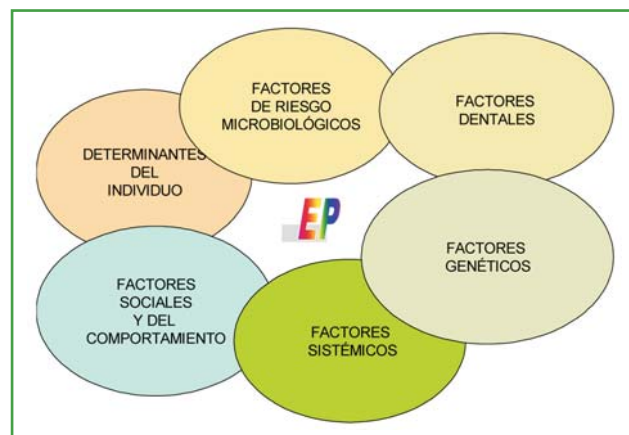 FACTORES
DE RIESGO
MICROBIOLÓGICOS
FACTORES
DENTALES
DETERMINANTES
DEL
INDIVIDUO
EP
FACTORES
GENÉTICOS
FACTORES
SOCIALES
Y DEL
COMPORTAMIENTO
FACTORES
SISTÉMICOS